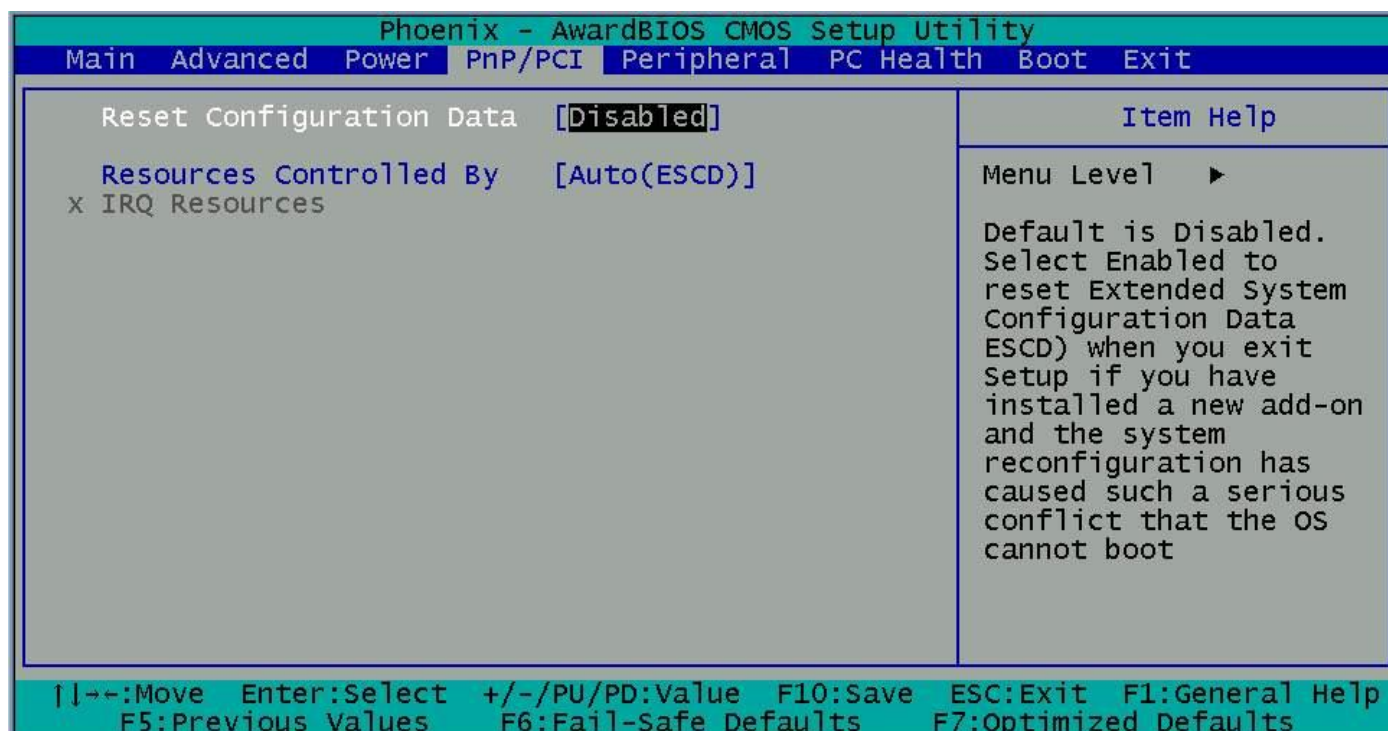 Phoenix - AwardBIOS CMOS Setup Utility
Main Advanced Power PnP/PCI Peripheral PC Health Boot Exit
Reset Configuration Data [Disabled]
Resources Controlled By [Auto(ESCD)]
x IRQ Resources
Item Help
Menu Level ▶
Default is Disabled.
Select Enabled to
reset Extended System
Configuration Data
ESCD) when you exit
Setup if you have
installed a new add-on
and the system
reconfiguration has
caused such a serious
conflict that the OS
cannot boot
↑↓→←:Move Enter:Select +/-/PU/PD:Value F10:Save ESC:Exit F1:General Help
F5:Previous Values F6:Fail-Safe Defaults F7:Optimized Defaults